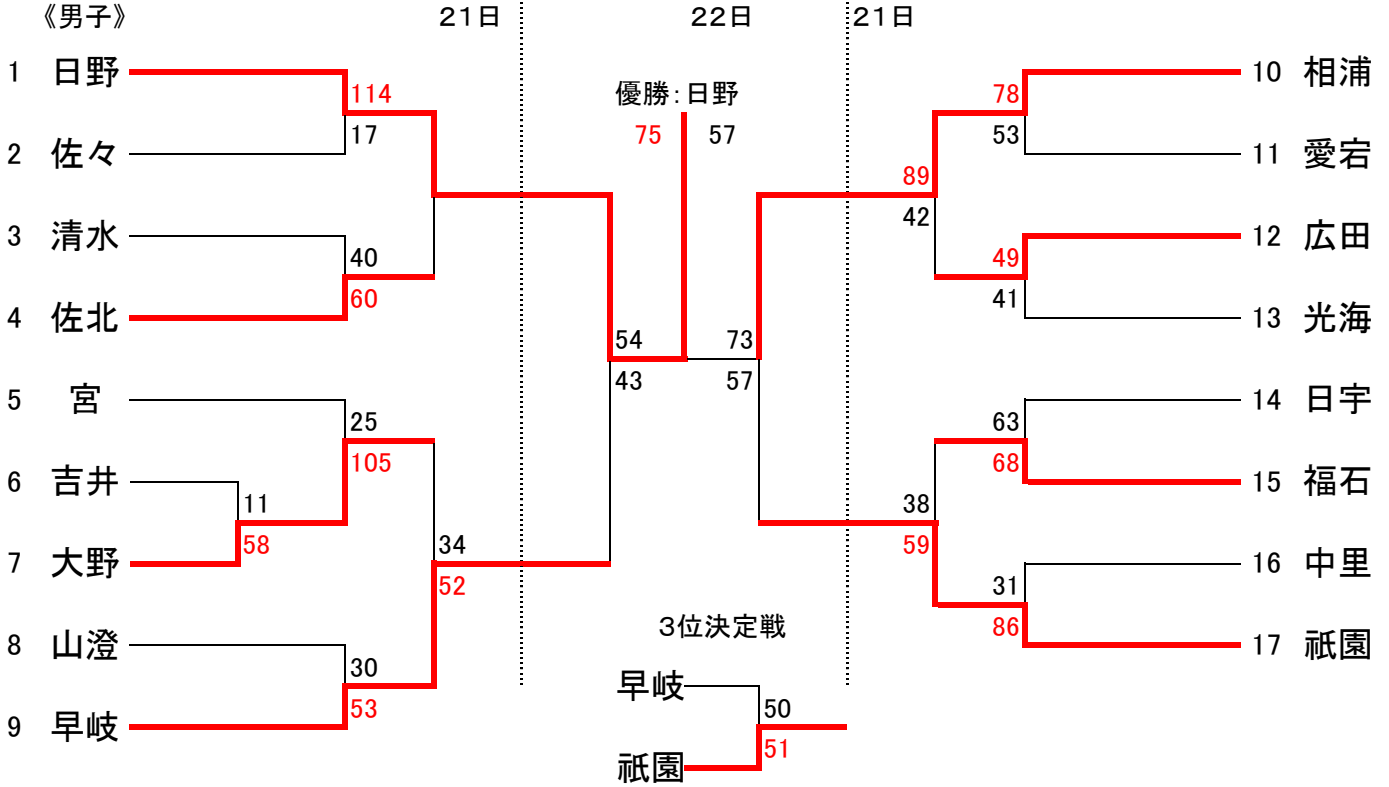 《男子》
21日
22日
21日
優勝：日野
75 57
1 日野
114
17
2 佐々
3 清水
40
60
4 佐北
5 宮
25
105
6 吉井
11
58
7 大野
34
52
8 山澄
30
53
9 早岐
54
43
73
57
3位決定戦
早岐
50
51
祇園
78
53
10 相浦
11 愛宕
89
42
49
41
12 広田
13 光海
63
68
14 日宇
15 福石
38
59
31
86
16 中里
17 祇園